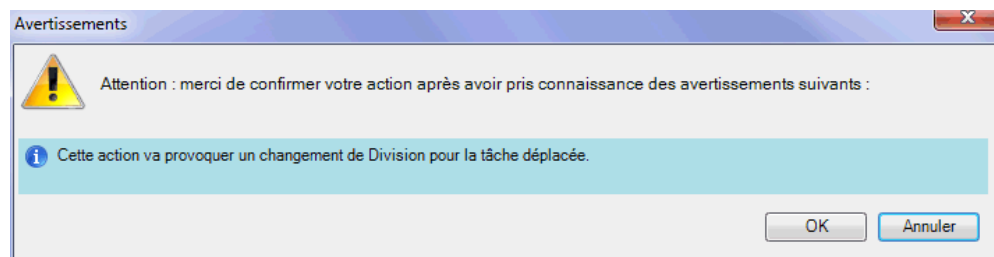 Avertissements
Attention : merci de confirmer votre action après avoir pris connaissance des avertissements suivants :
Cette action va provoquer un changement de Division pour la tâche déplacée.
OK Annuler